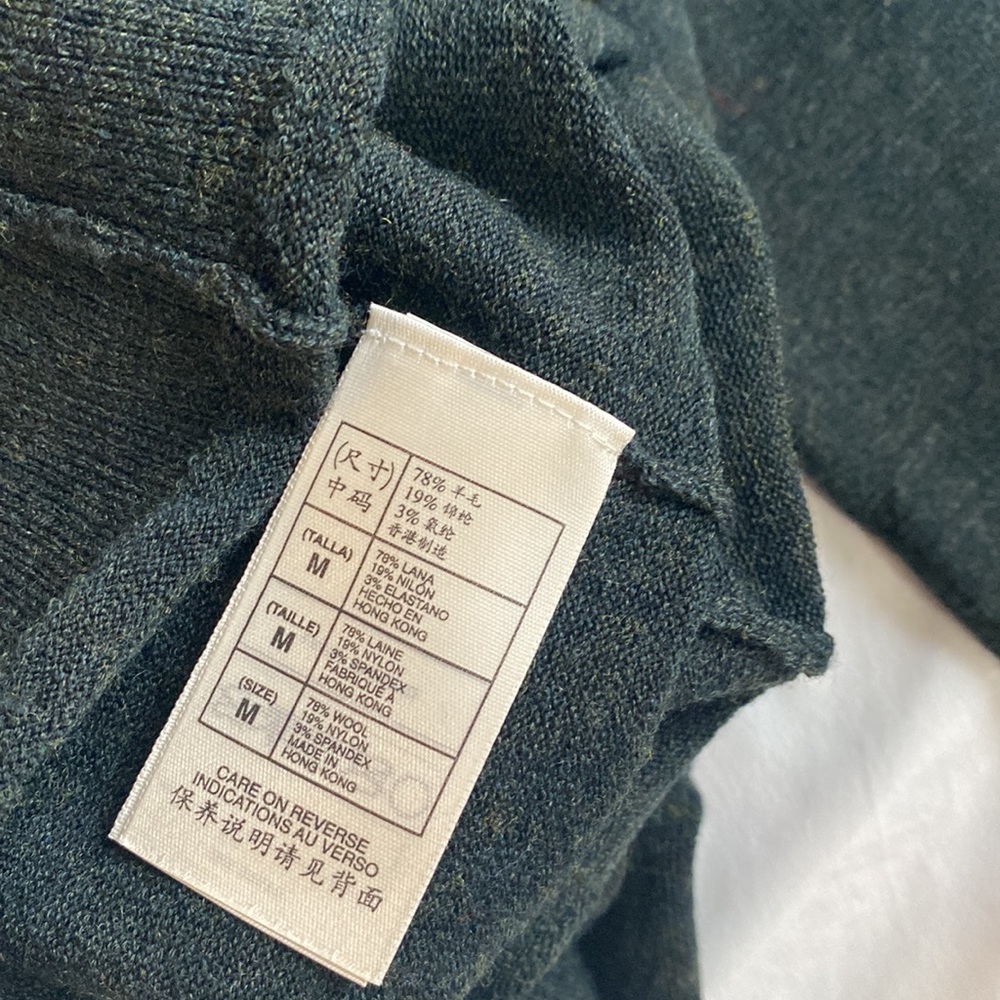 (尺寸)
中码
78% 羊毛
19% 锦纶
3% 氨纶
香港制造
(TALLA)
M
78% LANA
19% NILÓN
3% ELASTANO
HECHO EN
HONG KONG
(TAILLE)
M
78% LAINE
19% NYLON
3% SPANDEX
FABRIQUÉ À
HONG KONG
(SIZE)
M
78% WOOL
19% NYLON
3% SPANDEX
MADE IN
HONG KONG
CARE ON REVERSE
INDICATIONS AU VERSO
保养说明请见背面